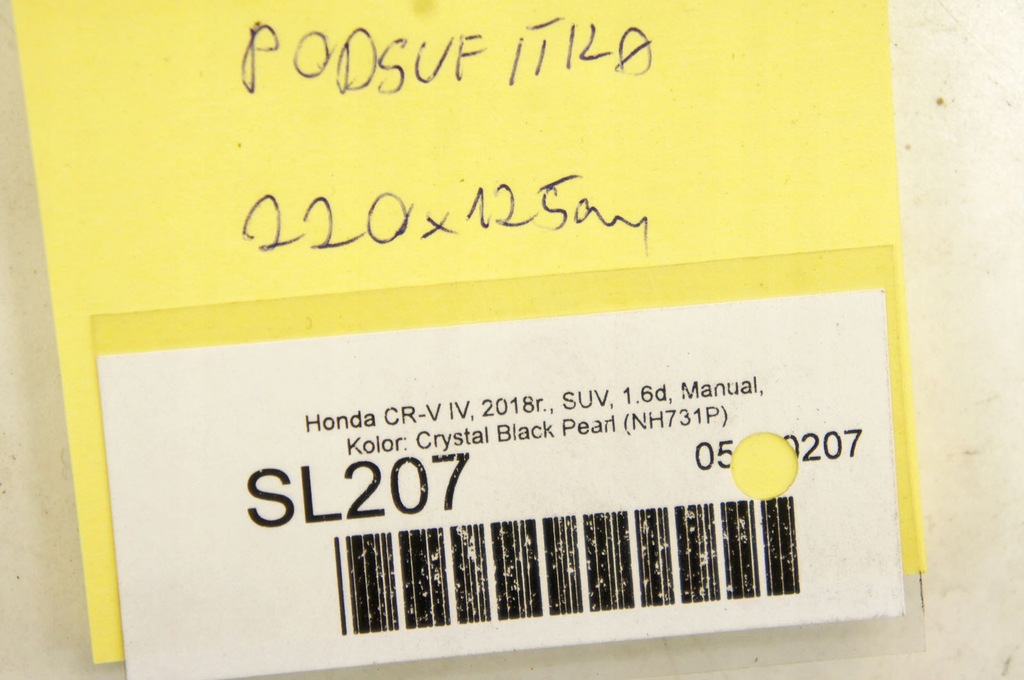 PODSUFITKA
220x125cm
Honda CR-V IV, 2018r., SUV, 1.6d, Manual,
Kolor: Crystal Black Pearl (NH731P)
SL207